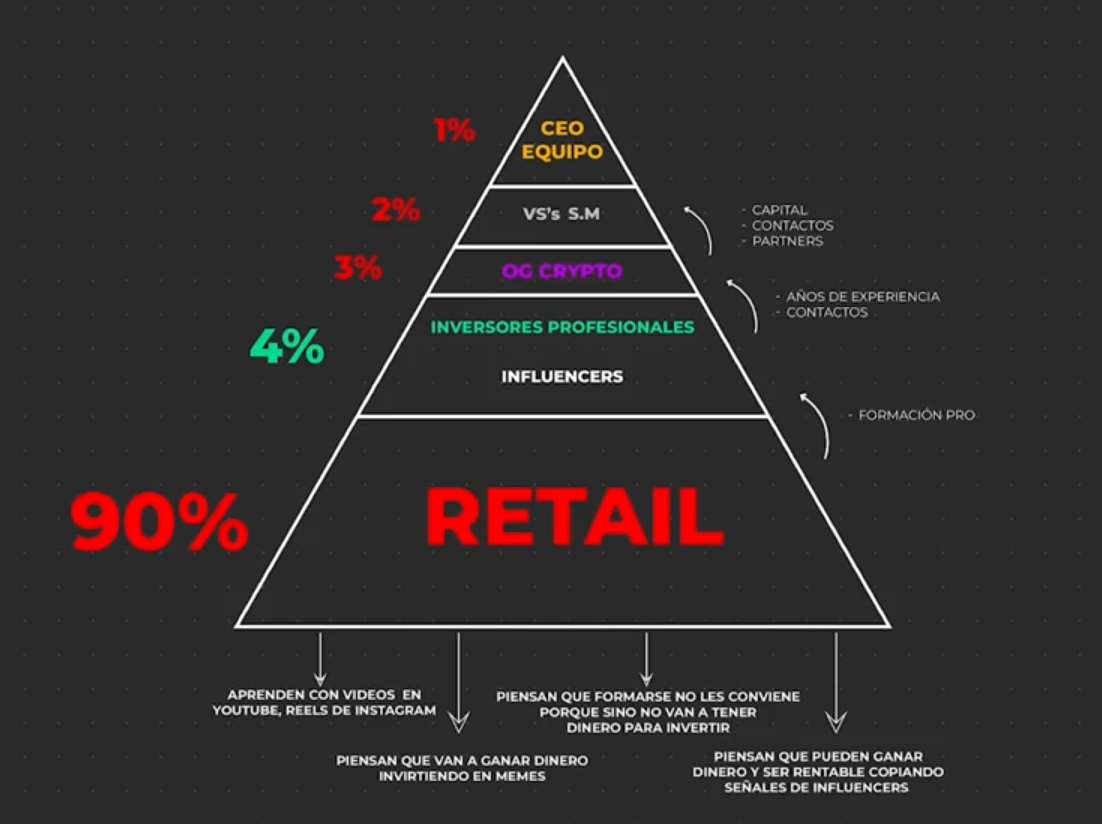 1%
CEO
EQUIPO
2%
VS's S.M
- CAPITAL
- CONTACTOS
- PARTNERS
3%
OG CRYPTO
- AÑOS DE EXPERIENCIA
- CONTACTOS
4%
INVERSORES PROFESIONALES
INFLUENCERS
- FORMACIÓN PRO
90%
RETAIL
APRENDEN CON VIDEOS EN
YOUTUBE, REELS DE INSTAGRAM
PIENSAN QUE VAN A GANAR DINERO
INVIRTIENDO EN MEMES
PIENSAN QUE FORMARSE NO LES CONVIENE
PORQUE SINO NO VAN A TENER
DINERO PARA INVERTIR
PIENSAN QUE PUEDEN GANAR
DINERO Y SER RENTABLE COPIANDO
SEÑALES DE INFLUENCERS